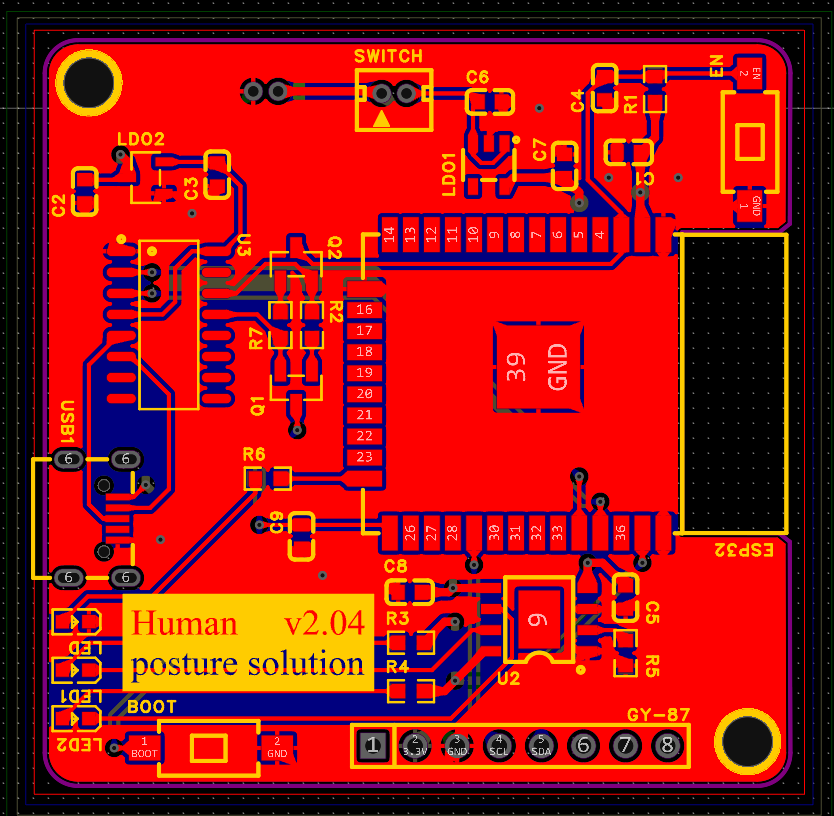 SWITCH
C6
EN
2 EN
C4
R1
LDO2
C7
LDO1
C2
C3
1 GND
U3
Q2
14 13 12 11 10 9 8 7 6 5 4
R2
R7
16
17
18
19
20
21
22
23
39 GND
Q1
USB1
6 6
R6
C9
26 27 28 30 31 32 33 36
ESP32
6 6
C8
9
C5
Human v2.04
posture solution
R3
R4
LED
LED1
LED2
U2
R5
BOOT
GY-87
1 BOOT
2 GND
1
2 3.3V
3 GND
4 SCL
5 SDA
6
7
8